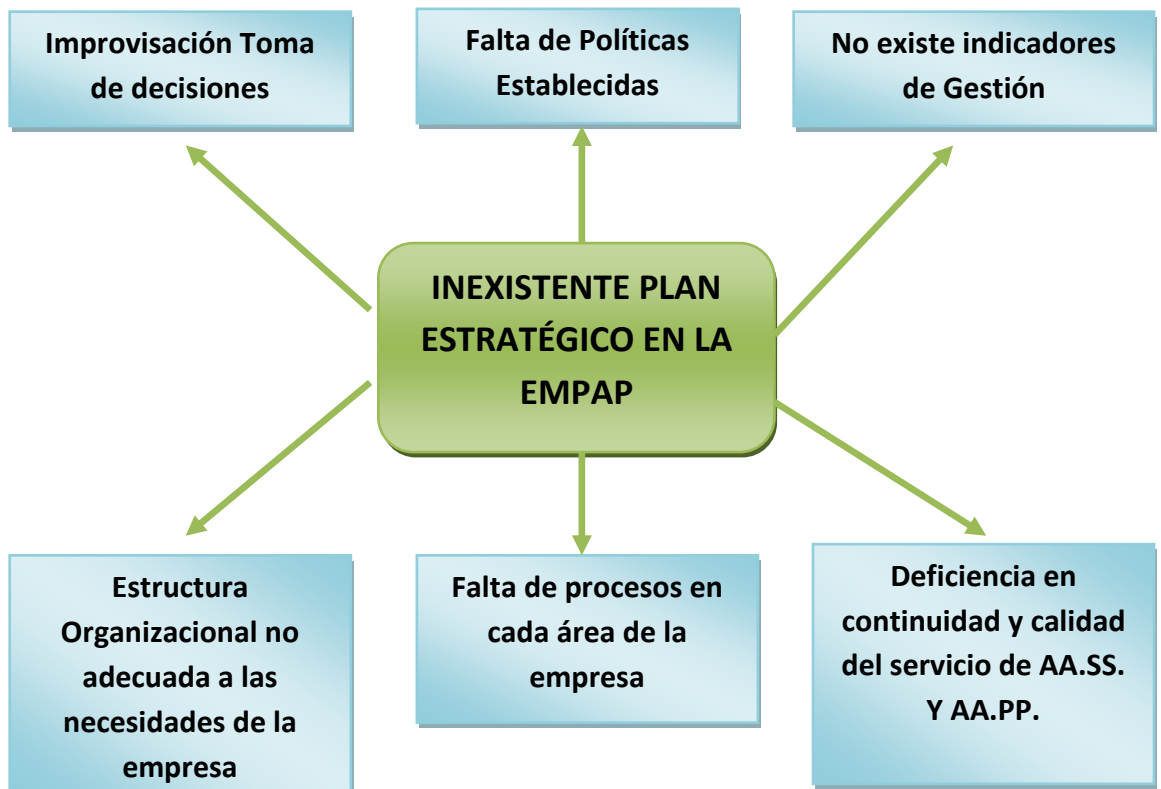 Improvisación Toma
de decisiones
Falta de Políticas
Establecidas
No existe indicadores
de Gestión
INEXISTENTE PLAN
ESTRATÉGICO EN LA
EMPAP
Estructura
Organizacional no
adecuada a las
necesidades de la
empresa
Falta de procesos en
cada área de la
empresa
Deficiencia en
continuidad y calidad
del servicio de AA.SS.
Y AA.PP.